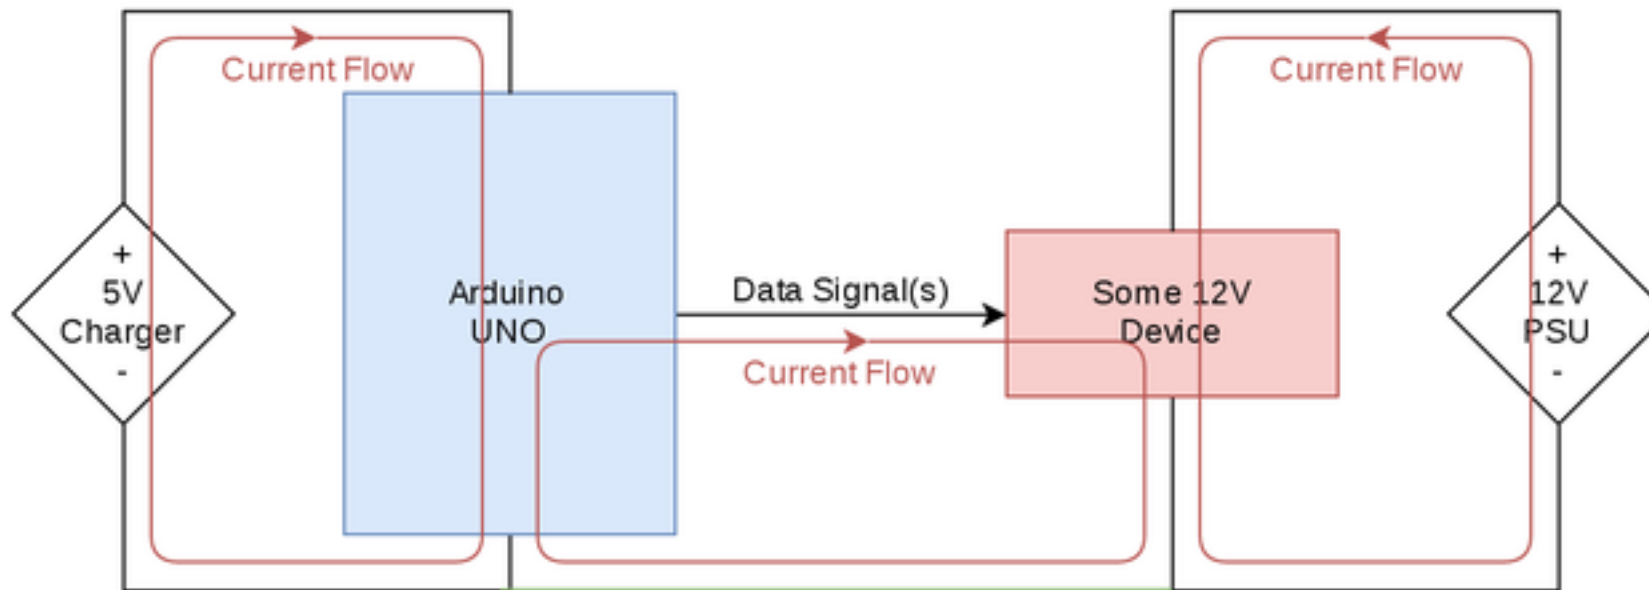 Current Flow
Current Flow
+
5V
Charger
-
Arduino
UNO
Data Signal(s)
Current Flow
Some 12V
Device
+
12V
PSU
-